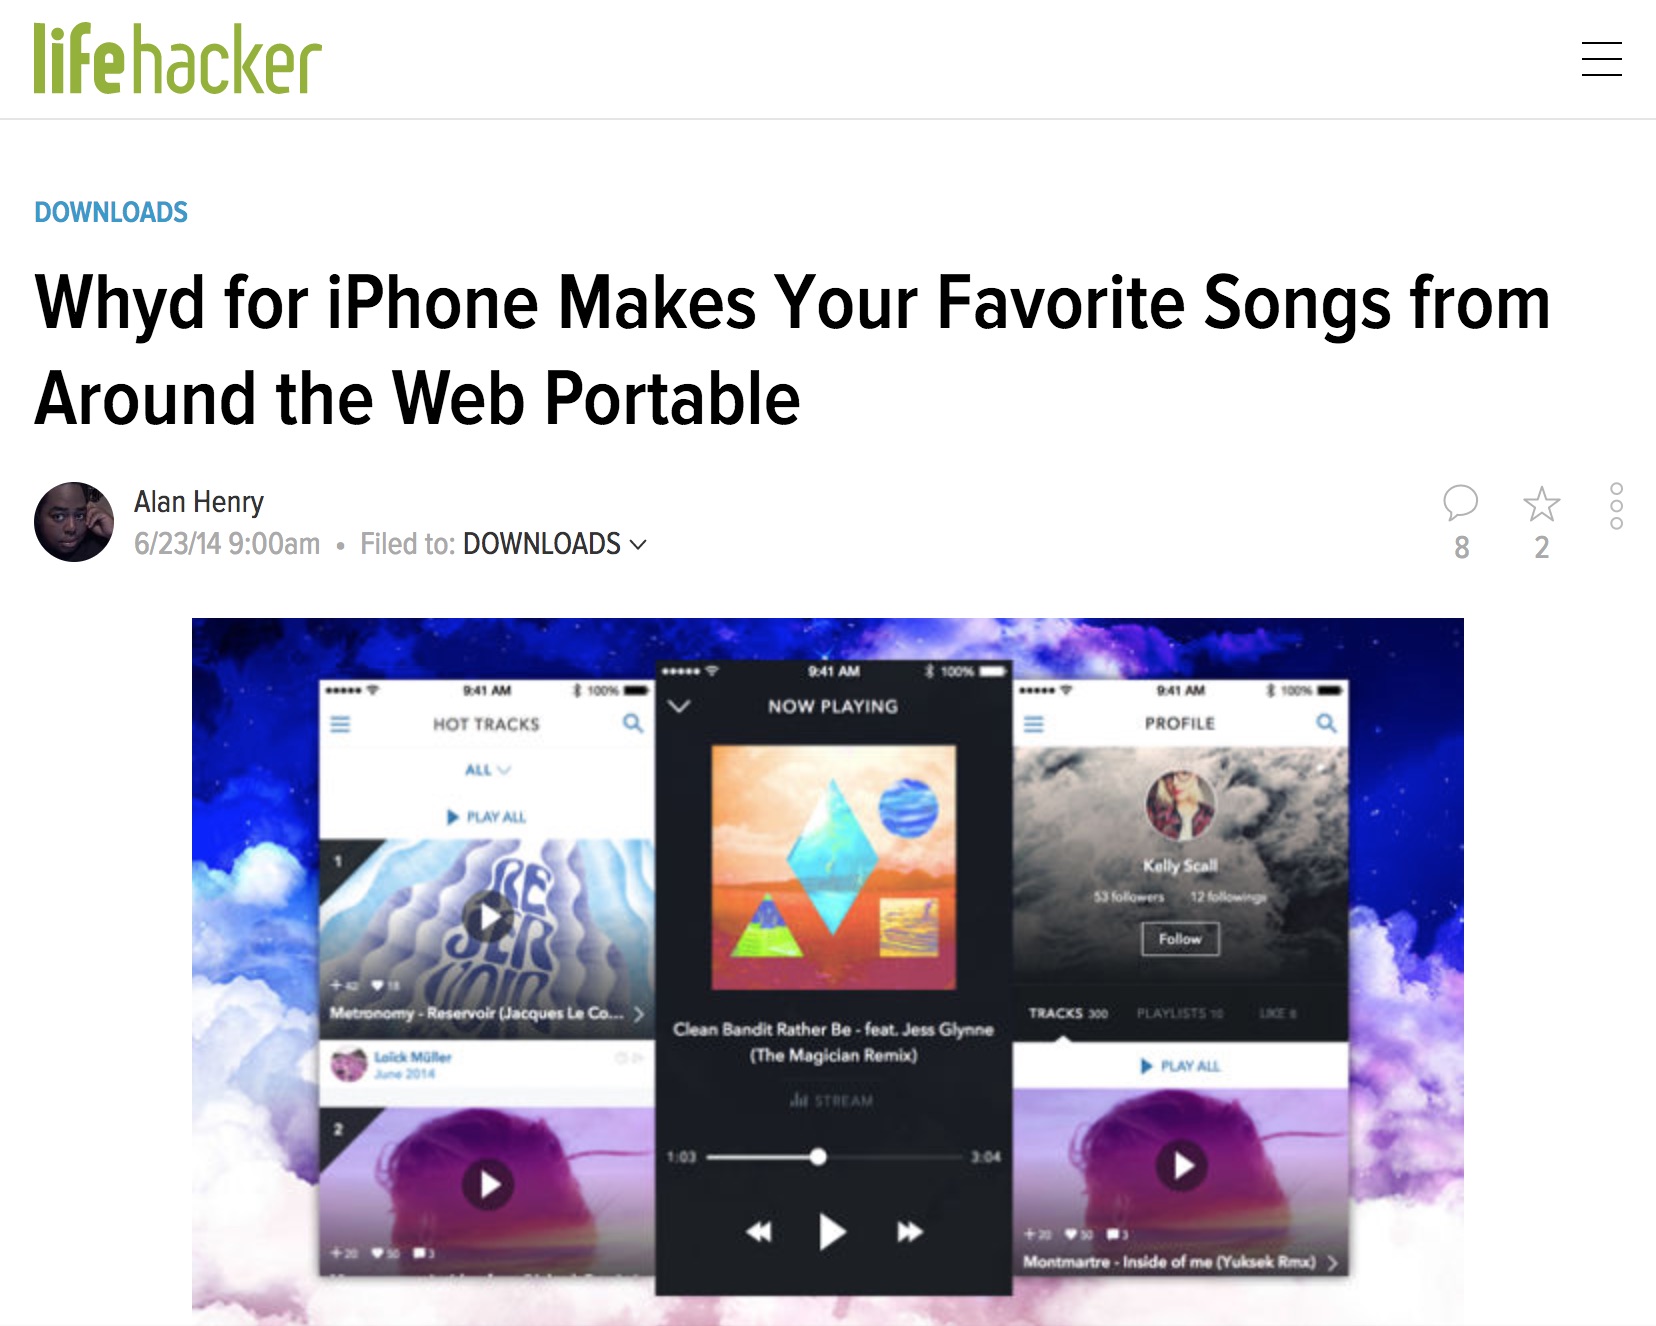 lifehacker
DOWNLOADS
Whyd for iPhone Makes Your Favorite Songs from
Around the Web Portable
Alan Henry
6/23/14 9:00am • Filed to: DOWNLOADS
8
2
9:41 AM 100%
HOT TRACKS
ALL
PLAY ALL
1
RESERVOIR
+42 18
Metronomy - Reservoir (Jacques Le Co...
Loïck Müller
June 2014
2
+20 50 3
9:41 AM 100%
NOW PLAYING
Clean Bandit Rather Be - feat. Jess Glynne
(The Magician Remix)
STREAM
1:03 3:04
9:41 AM 100%
PROFILE
Kelly Scall
53 followers 12 followings
Follow
TRACKS 300 PLAYLISTS 10 LIKE
PLAY ALL
+20 50 3
Montmartre - Inside of me (Yuksek Rmx)